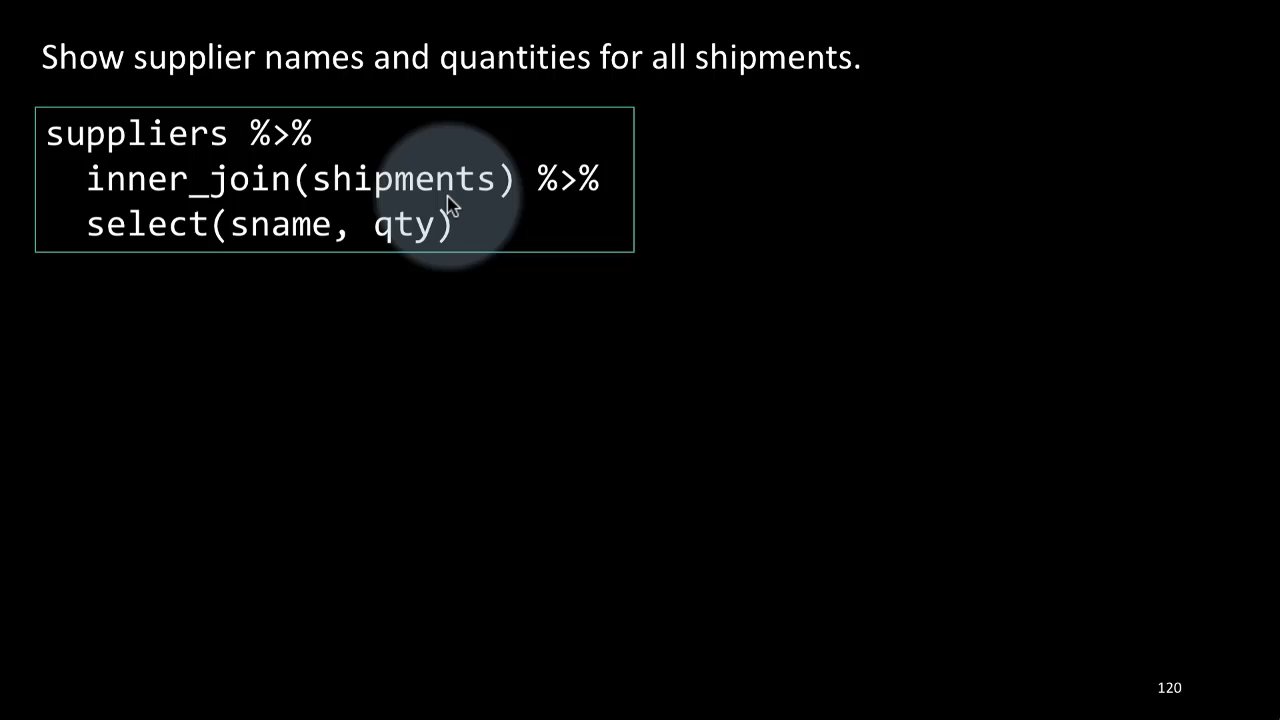 Show supplier names and quantities for all shipments.
suppliers %>%
inner_join(shipments) %>%
select(sname, qty)
120